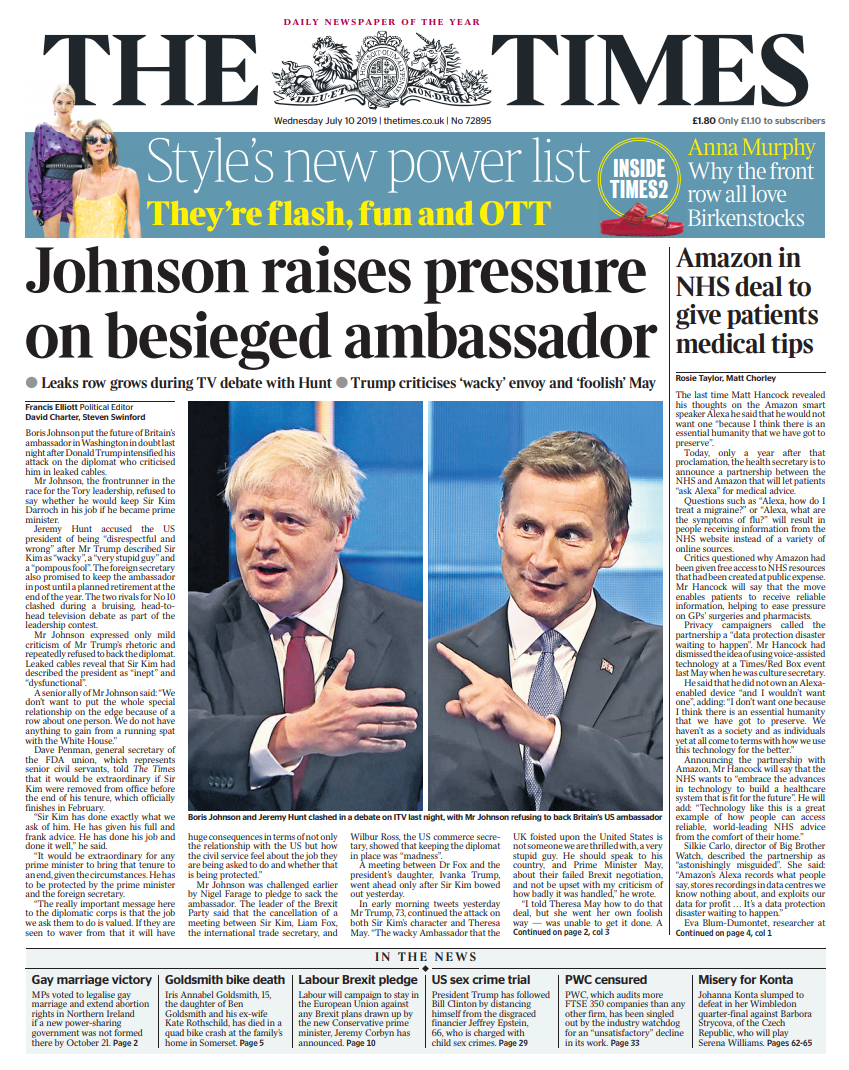 DAILY NEWSPAPER OF THE YEAR
THE TIMES
DIEU ET MON DROIT
Wednesday July 10 2019 | thetimes.co.uk | No 72895
£1.80 Only £1.10 to subscribers
Style's new power list
They're flash, fun and OTT
INSIDE
TIMES2
Anna Murphy
Why the front
row all love
Birkenstocks
Johnson raises pressure
on besieged ambassador
● Leaks row grows during TV debate with Hunt ● Trump criticises 'wacky' envoy and 'foolish' May
Francis Elliott Political Editor
David Charter, Steven Swinford
Boris Johnson put the future of Britain's
ambassador in Washington in doubt last
night after Donald Trump intensified his
attack on the diplomat who criticised
him in leaked cables.
Mr Johnson, the frontrunner in the
race for the Tory leadership, refused to
say whether he would keep Sir Kim
Darroch in his job if he became prime
minister.
Jeremy Hunt accused the US
president of being "disrespectful and
wrong" after Mr Trump described Sir
Kim as "wacky", a "very stupid guy" and
a "pompous fool". The foreign secretary
also promised to keep the ambassador
in post until a planned retirement at the
end of the year. The two rivals for No 10
clashed during a bruising, head-to-
head television debate as part of the
leadership contest.
Mr Johnson expressed only mild
criticism of Mr Trump's rhetoric and
repeatedly refused to back the diplomat.
Leaked cables reveal that Sir Kim had
described the president as "inept" and
"dysfunctional".
A senior ally of Mr Johnson said: "We
don't want to put the whole special
relationship on the edge because of a
row about one person. We do not have
anything to gain from a running spat
with the White House."
Dave Penman, general secretary of
the FDA union, which represents
senior civil servants, told The Times
that it would be extraordinary if Sir
Kim were removed from office before
the end of his tenure, which officially
finishes in February.
"Sir Kim has done exactly what we
ask of him. He has given his full and
frank advice. He has done his job and
done it well," he said.
"It would be extraordinary for any
prime minister to bring that tenure to
an end, given the circumstances. He has
to be protected by the prime minister
and the foreign secretary.
"The really important message here
to the diplomatic corps is that the job
we ask them to do is valued. If they are
seen to waver from that it will have
Boris Johnson and Jeremy Hunt clashed in a debate on ITV last night, with Mr Johnson refusing to back Britain's US ambassador
huge consequences in terms of not only
the relationship with the US but how
the civil service feel about the job they
are being asked to do and whether that
is being protected."
Mr Johnson was challenged earlier
by Nigel Farage to pledge to sack the
ambassador. The leader of the Brexit
Party said that the cancellation of a
meeting between Sir Kim, Liam Fox,
the international trade secretary, and
Wilbur Ross, the US commerce secre-
tary, showed that keeping the diplomat
in place was "madness".
A meeting between Dr Fox and the
president's daughter, Ivanka Trump,
went ahead only after Sir Kim bowed
out yesterday.
In early morning tweets yesterday
Mr Trump, 73, continued the attack on
both Sir Kim's character and Theresa
May. "The wacky Ambassador that the
UK foisted upon the United States is
not someone we are thrilled with, a very
stupid guy. He should speak to his
country, and Prime Minister May,
about their failed Brexit negotiation,
and not be upset with my criticism of
how badly it was handled," he wrote.
"I told Theresa May how to do that
deal, but she went her own foolish
way — was unable to get it done. A
Continued on page 2, col 3
Amazon in
NHS deal to
give patients
medical tips
Rosie Taylor, Matt Chorley
The last time Matt Hancock revealed
his thoughts on the Amazon smart
speaker Alexa he said that he would not
want one "because I think there is an
essential humanity that we have got to
preserve".
Today, only a year after that
proclamation, the health secretary is to
announce a partnership between the
NHS and Amazon that will let patients
"ask Alexa" for medical advice.
Questions such as "Alexa, how do I
treat a migraine?" or "Alexa, what are
the symptoms of flu?" will result in
people receiving information from the
NHS website instead of a variety of
online sources.
Critics questioned why Amazon had
been given free access to NHS resources
that had been created at public expense.
Mr Hancock will say that the move
enables patients to receive reliable
information, helping to ease pressure
on GPs' surgeries and pharmacists.
Privacy campaigners called the
partnership a "data protection disaster
waiting to happen". Mr Hancock had
dismissed the idea of using voice-assisted
technology at a Times/Red Box event
last May when he was culture secretary.
He said that he did not own an Alexa-
enabled device "and I wouldn't want
one", adding: "I don't want one because
I think there is an essential humanity
that we have got to preserve. We
haven't as a society and as individuals
yet at all come to terms with how we use
this technology for the better."
Announcing the partnership with
Amazon, Mr Hancock will say that the
NHS wants to "embrace the advances
in technology to build a healthcare
system that is fit for the future". He will
add: "Technology like this is a great
example of how people can access
reliable, world-leading NHS advice
from the comfort of their home."
Silkie Carlo, director of Big Brother
Watch, described the partnership as
"astonishingly misguided". She said:
"Amazon's Alexa records what people
say, stores recordings in data centres we
know nothing about, and exploits our
data for profit ... It's a data protection
disaster waiting to happen."
Eva Blum-Dumontet, researcher at
Continued on page 4, col 1
IN THE NEWS
Gay marriage victory
MPs voted to legalise gay
marriage and extend abortion
rights in Northern Ireland
if a new power-sharing
government was not formed
there by October 21. Page 2
Goldsmith bike death
Iris Annabel Goldsmith, 15,
the daughter of Ben
Goldsmith and his ex-wife
Kate Rothschild, has died in a
quad bike crash at the family's
home in Somerset. Page 5
Labour Brexit pledge
Labour will campaign to stay in
the European Union against
any Brexit plans drawn up by
the new Conservative prime
minister, Jeremy Corbyn has
announced. Page 10
US sex crime trial
President Trump has followed
Bill Clinton by distancing
himself from the disgraced
financier Jeffrey Epstein,
66, who is charged with
child sex crimes. Page 29
PWC censured
PWC, which audits more
FTSE 350 companies than any
other firm, has been singled
out by the industry watchdog
for an "unsatisfactory" decline
in its work. Page 33
Misery for Konta
Johanna Konta slumped to
defeat in her Wimbledon
quarter-final against Barbora
Strycova, of the Czech
Republic, who will play
Serena Williams. Pages 62-65